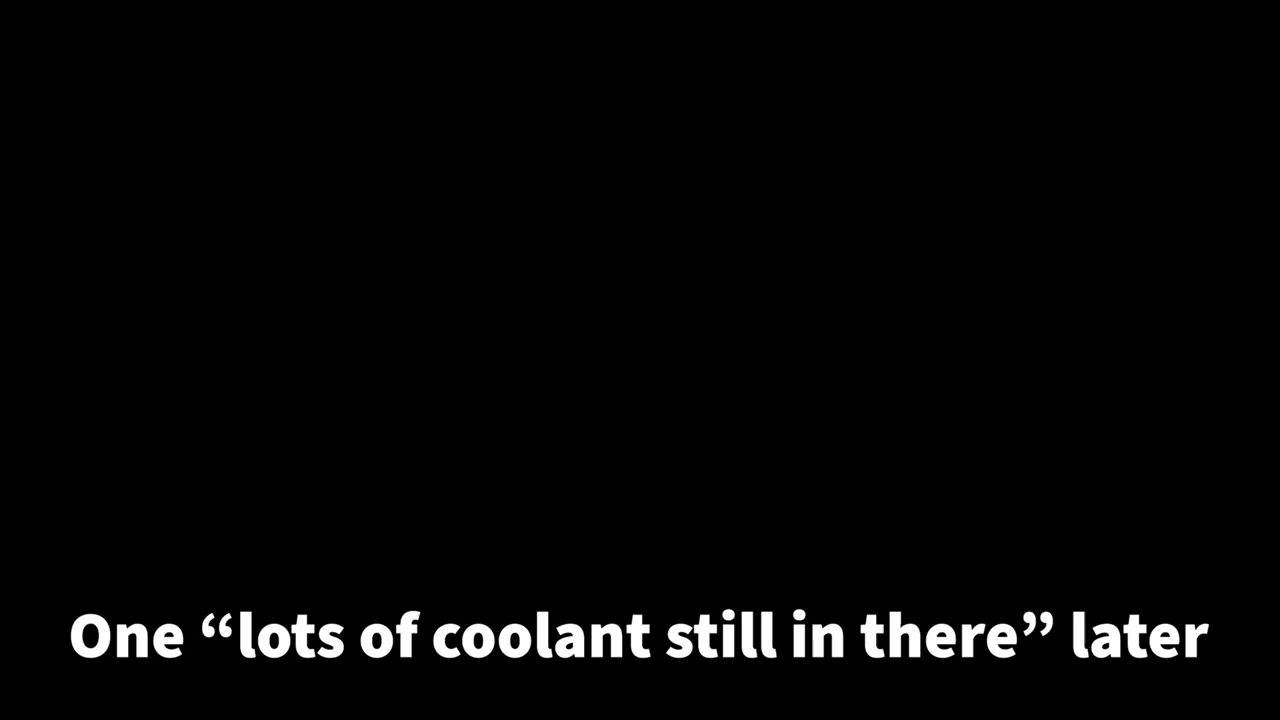 One “lots of coolant still in there” later